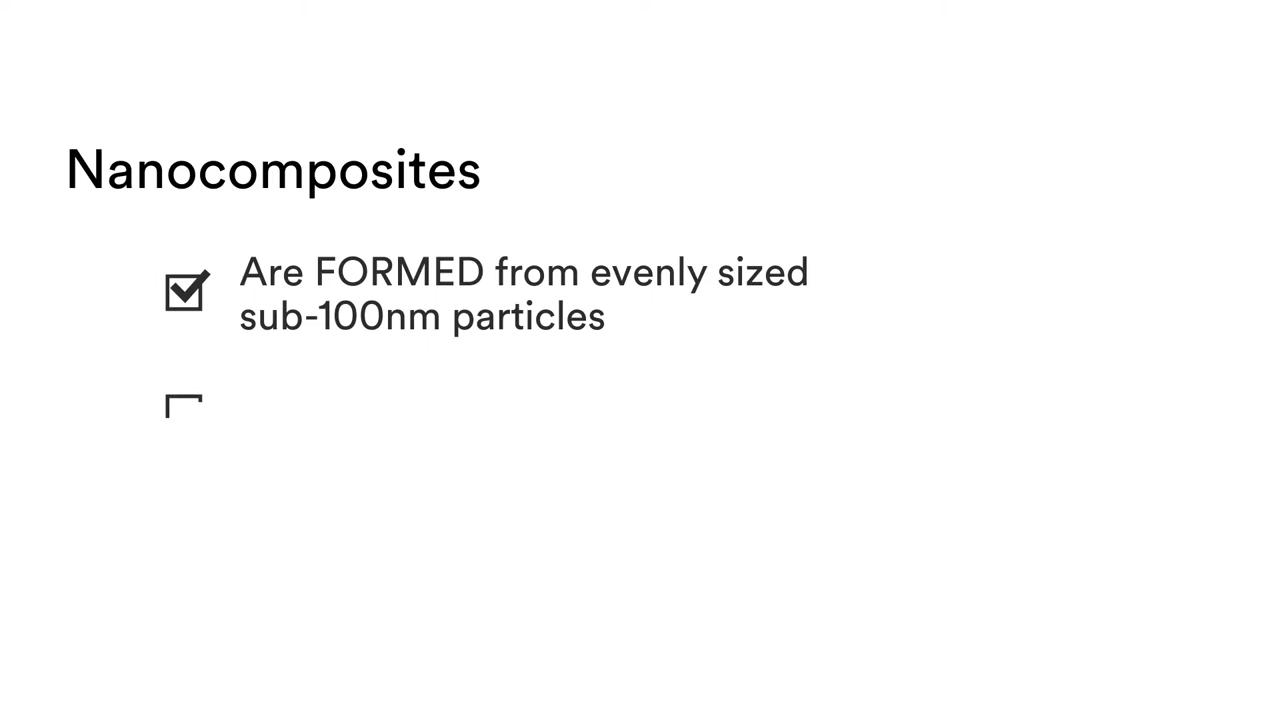 Nanocomposites
Are FORMED from evenly sized
sub-100nm particles